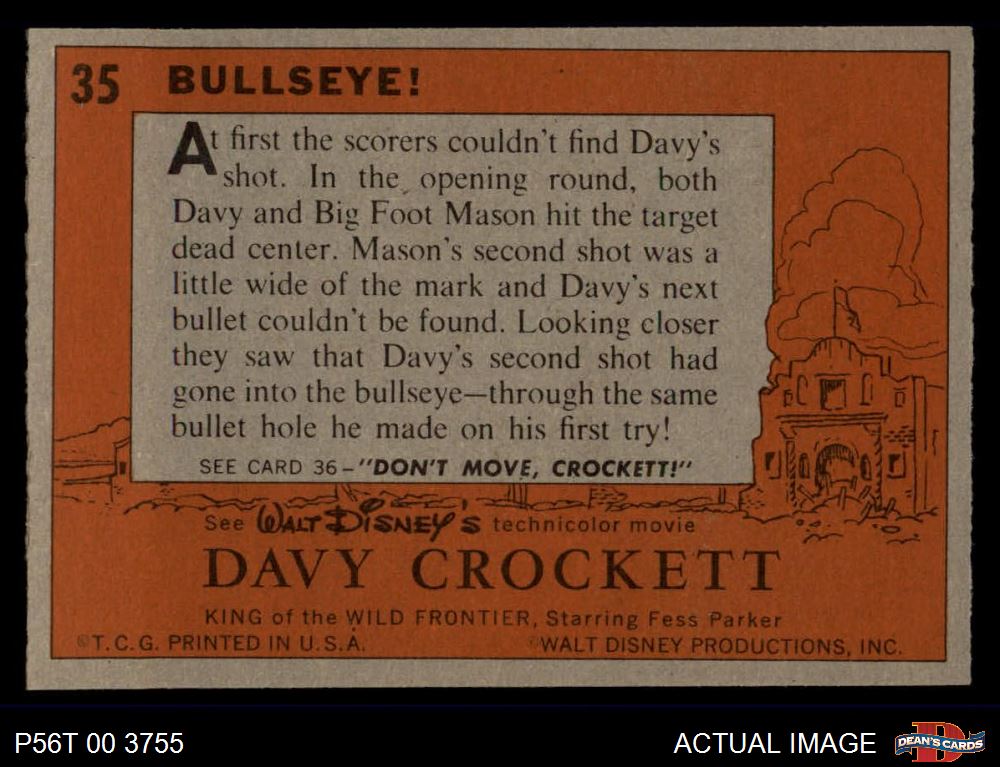 35 BULLSEYE!
At first the scorers couldn't find Davy's
shot. In the opening round, both
Davy and Big Foot Mason hit the target
dead center. Mason's second shot was a
little wide of the mark and Davy's next
bullet couldn't be found. Looking closer
they saw that Davy's second shot had
gone into the bullseye—through the same
bullet hole he made on his first try!
SEE CARD 36–"DON'T MOVE, CROCKETT!"
See WALT DISNEY'S technicolor movie
DAVY CROCKETT
KING of the WILD FRONTIER, Starring Fess Parker
©T.C.G. PRINTED IN U.S.A. ©WALT DISNEY PRODUCTIONS, INC.
P56T 00 3755 ACTUAL IMAGE D DEAN'S CARDS